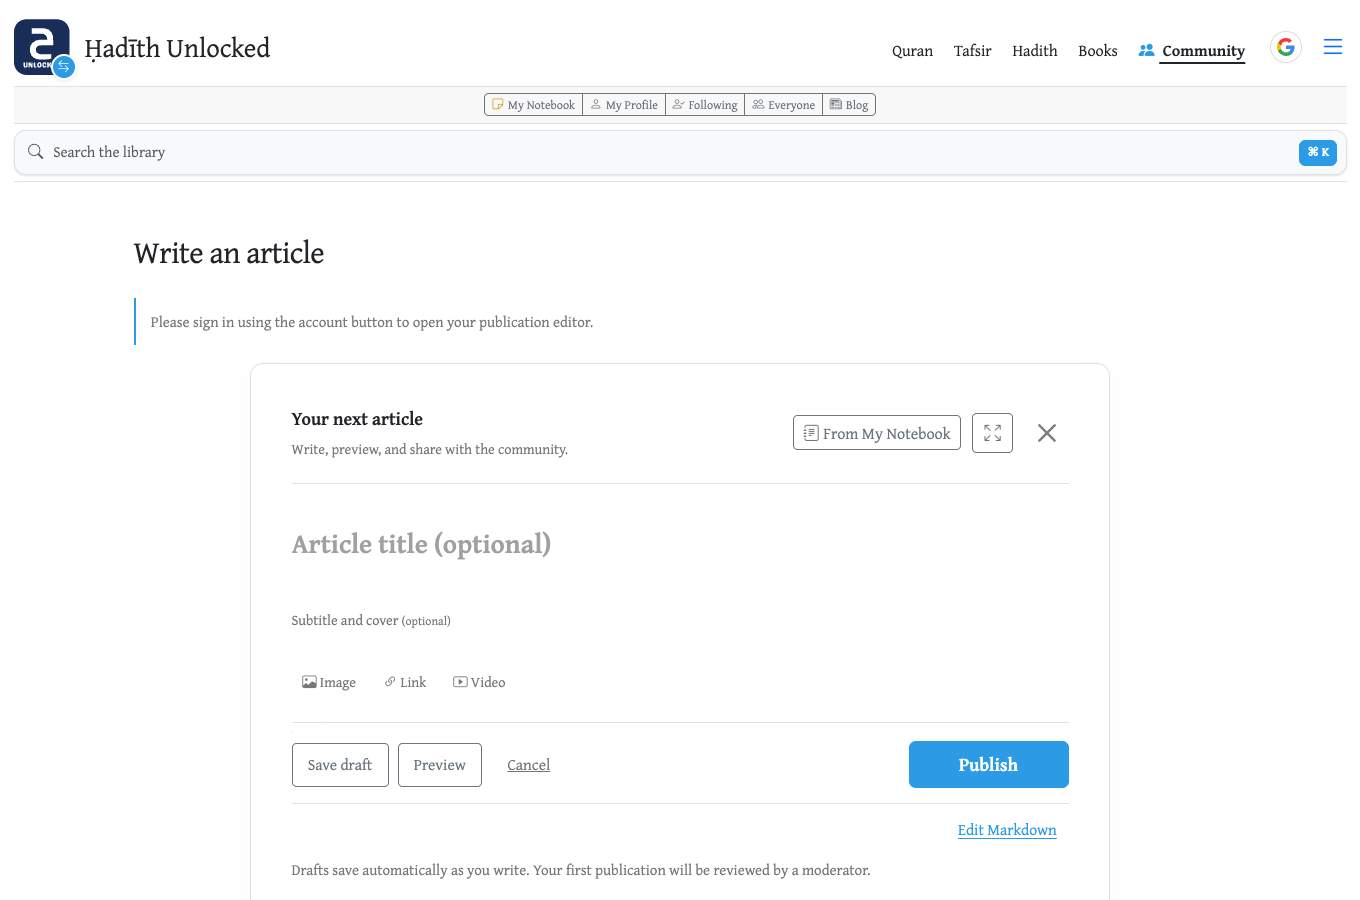 UNLOCK
Ḥadīth Unlocked
Quran
Tafsir
Hadith
Books
Community
My Notebook
My Profile
Following
Everyone
Blog
Search the library
⌘ K
Write an article
Please sign in using the account button to open your publication editor.
Your next article
Write, preview, and share with the community.
From My Notebook
Article title (optional)
Subtitle and cover (optional)
Image
Link
Video
Save draft
Preview
Cancel
Publish
Edit Markdown
Drafts save automatically as you write. Your first publication will be reviewed by a moderator.